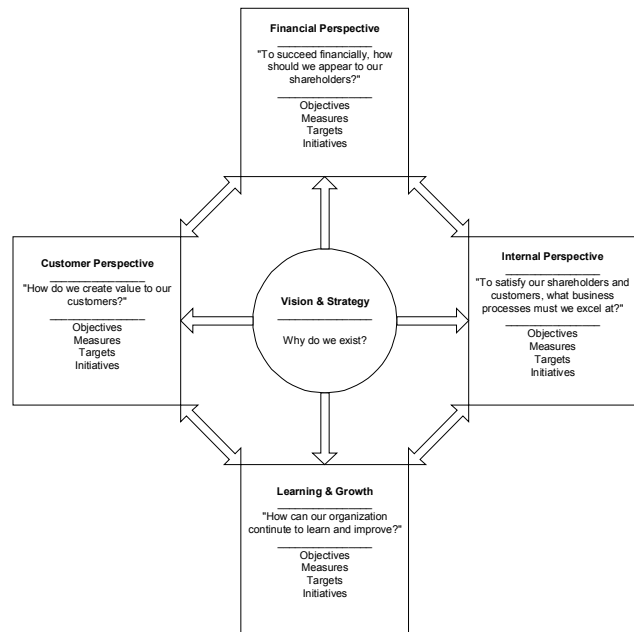 Financial Perspective
"To succeed financially, how
should we appear to our
shareholders?"
Objectives
Measures
Targets
Initiatives
Customer Perspective
"How do we create value to our
customers?"
Objectives
Measures
Targets
Initiatives
Vision & Strategy
Why do we exist?
Internal Perspective
"To satisfy our shareholders and
customers, what business
processes must we excel at?"
Objectives
Measures
Targets
Initiatives
Learning & Growth
"How can our organization
continute to learn and improve?"
Objectives
Measures
Targets
Initiatives